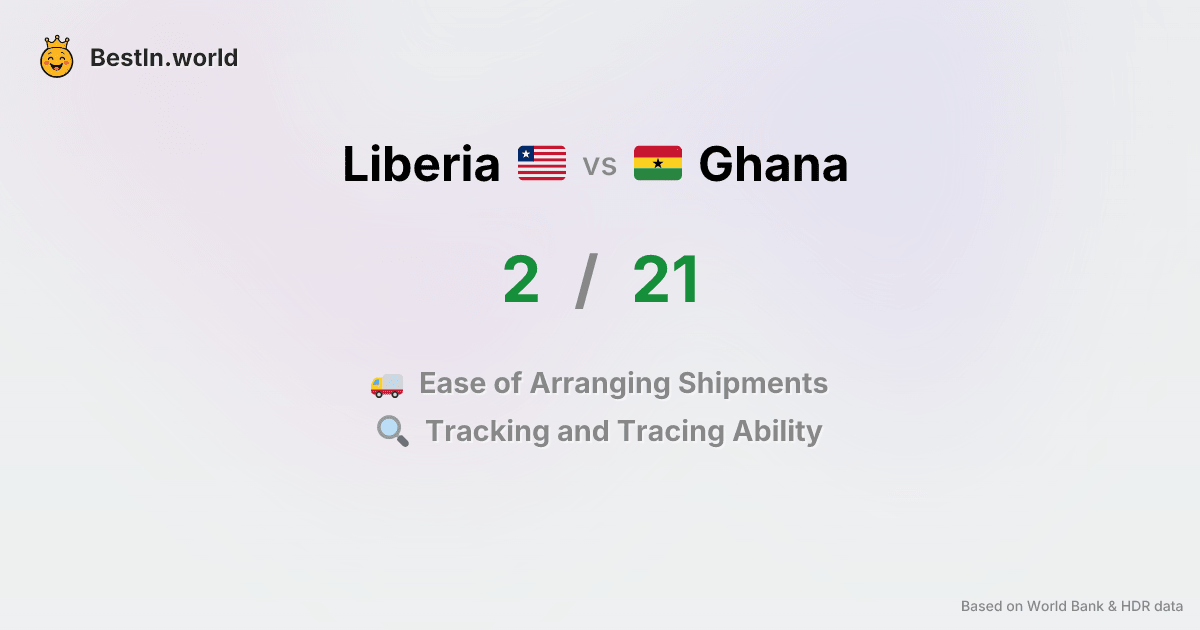 BestIn.world
Liberia vs Ghana
2 / 21
Ease of Arranging Shipments
Tracking and Tracing Ability
Based on World Bank & HDR data